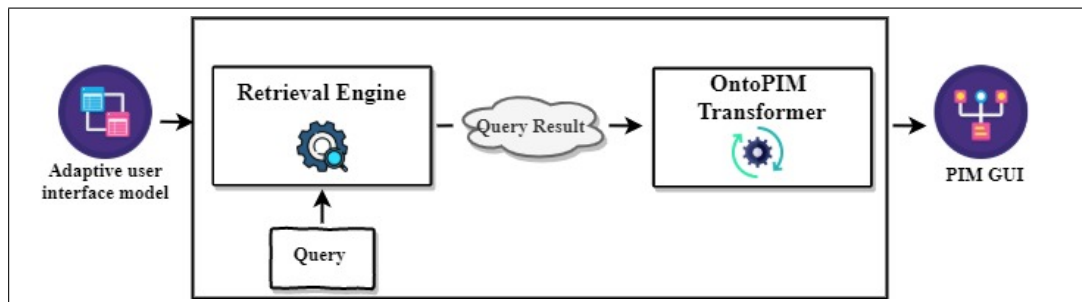 Adaptive user
interface model
Retrieval Engine
Query
Query Result
OntoPIM
Transformer
PIM GUI